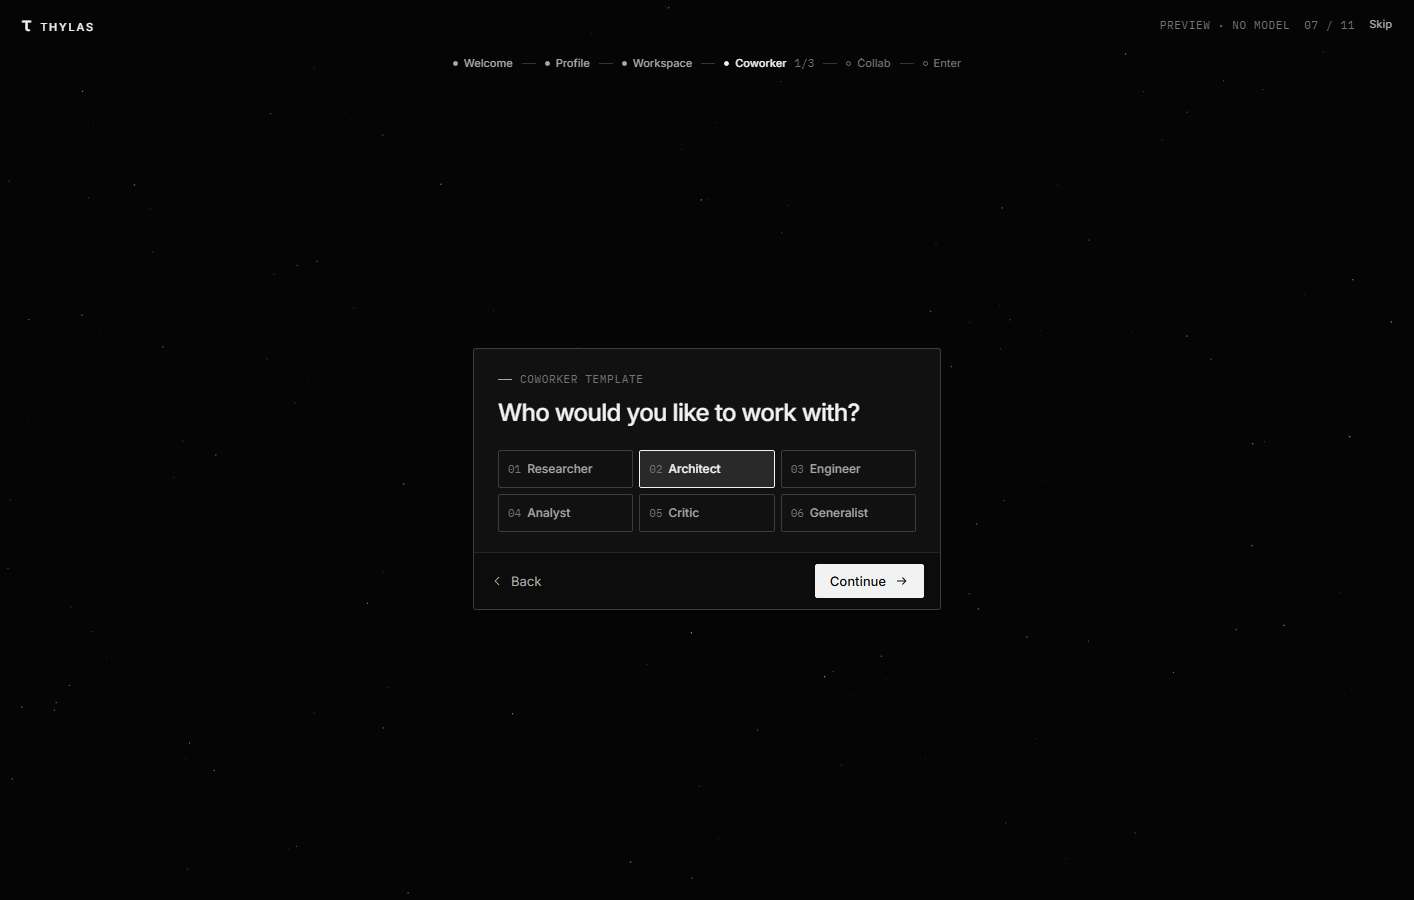 THYLAS
PREVIEW · NO MODEL 07 / 11 Skip
Welcome Profile Workspace Coworker 1/3 Collab Enter
COWORKER TEMPLATE
Who would you like to work with?
01 Researcher 02 Architect 03 Engineer
04 Analyst 05 Critic 06 Generalist
Back Continue